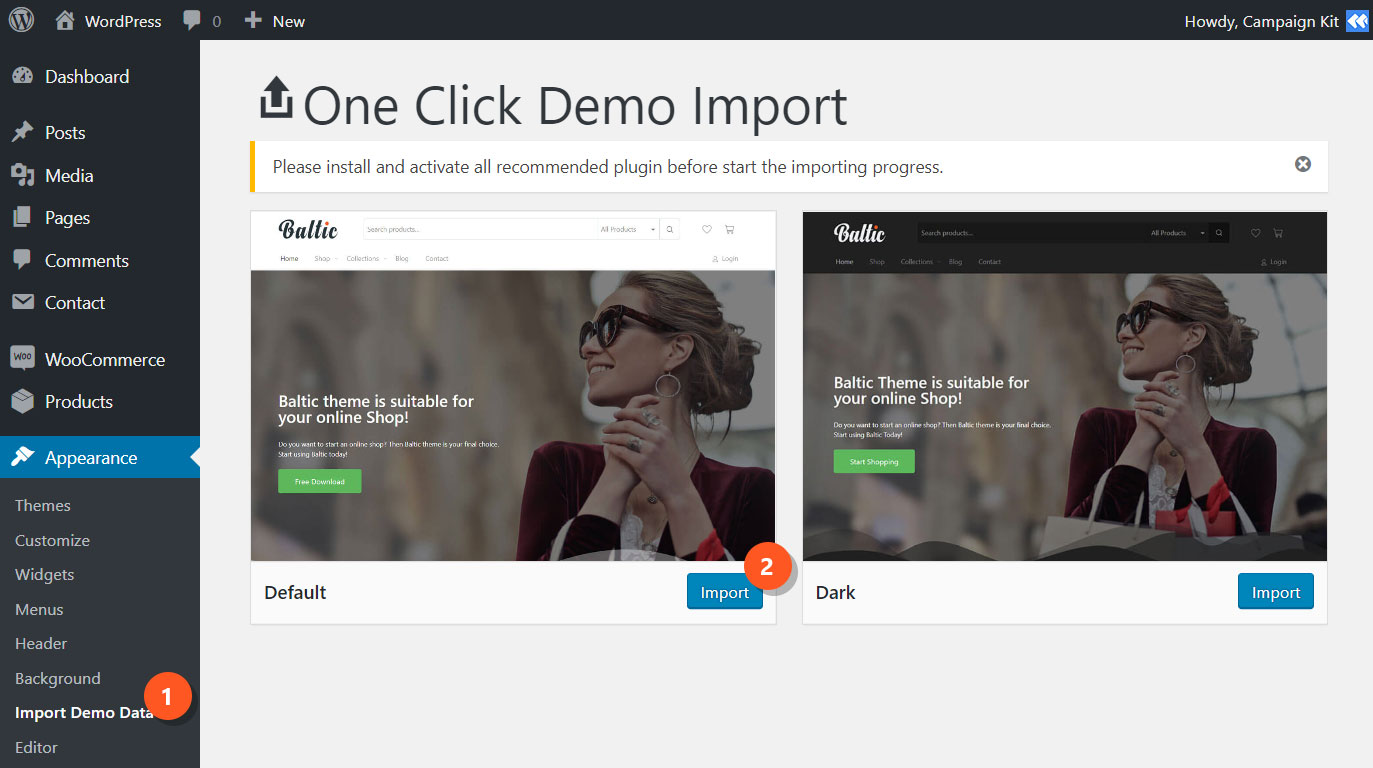 WordPress 0 New Howdy, Campaign Kit
Dashboard
Posts
Media
Pages
Comments
Contact
WooCommerce
Products
Appearance
Themes
Customize
Widgets
Menus
Header
Background
1
Import Demo Data
Editor
One Click Demo Import
Please install and activate all recommended plugin before start the importing progress.
Baltic Search products... All Products
Home Shop Collections Blog Contact Login
Baltic theme is suitable for
your online Shop!
Do you want to start an online shop? Then Baltic theme is your final choice.
Start using Baltic today!
Free Download
2
Default Import
Baltic Search products... All Products
Home Shop Collections Blog Contact Login
Baltic Theme is suitable for
your online Shop!
Do you want to start an online shop? Then Baltic theme is your final choice.
Start using Baltic Today!
Start Shopping
Dark Import